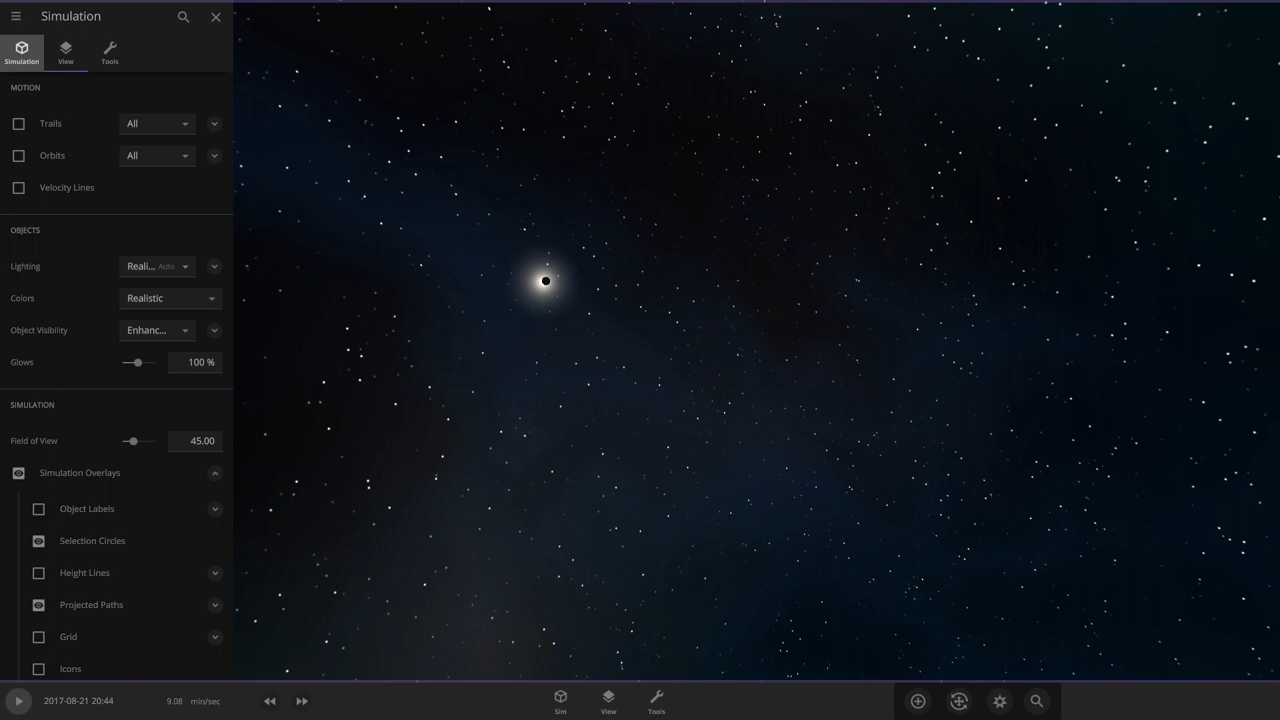 Simulation
Simulation View Tools
MOTION
Trails All
Orbits All
Velocity Lines
OBJECTS
Lighting Reali... Auto
Colors Realistic
Object Visibility Enhanc...
Glows 100 %
SIMULATION
Field of View 45.00
Simulation Overlays
Object Labels
Selection Circles
Height Lines
Projected Paths
Grid
Icons
2017-08-21 20:44 9.08 min/sec Sim View Tools